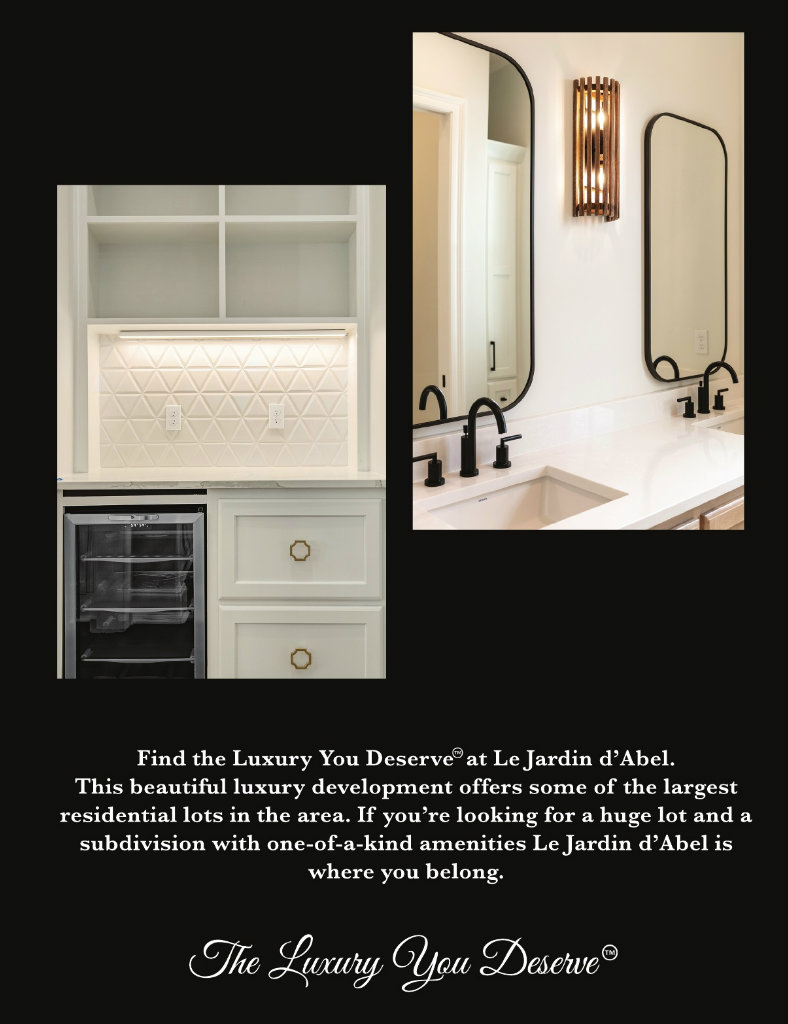 Find the Luxury You Deserve™ at Le Jardin d’Abel.
This beautiful luxury development offers some of the largest
residential lots in the area. If you’re looking for a huge lot and a
subdivision with one-of-a-kind amenities Le Jardin d’Abel is
where you belong.
The Luxury You Deserve™